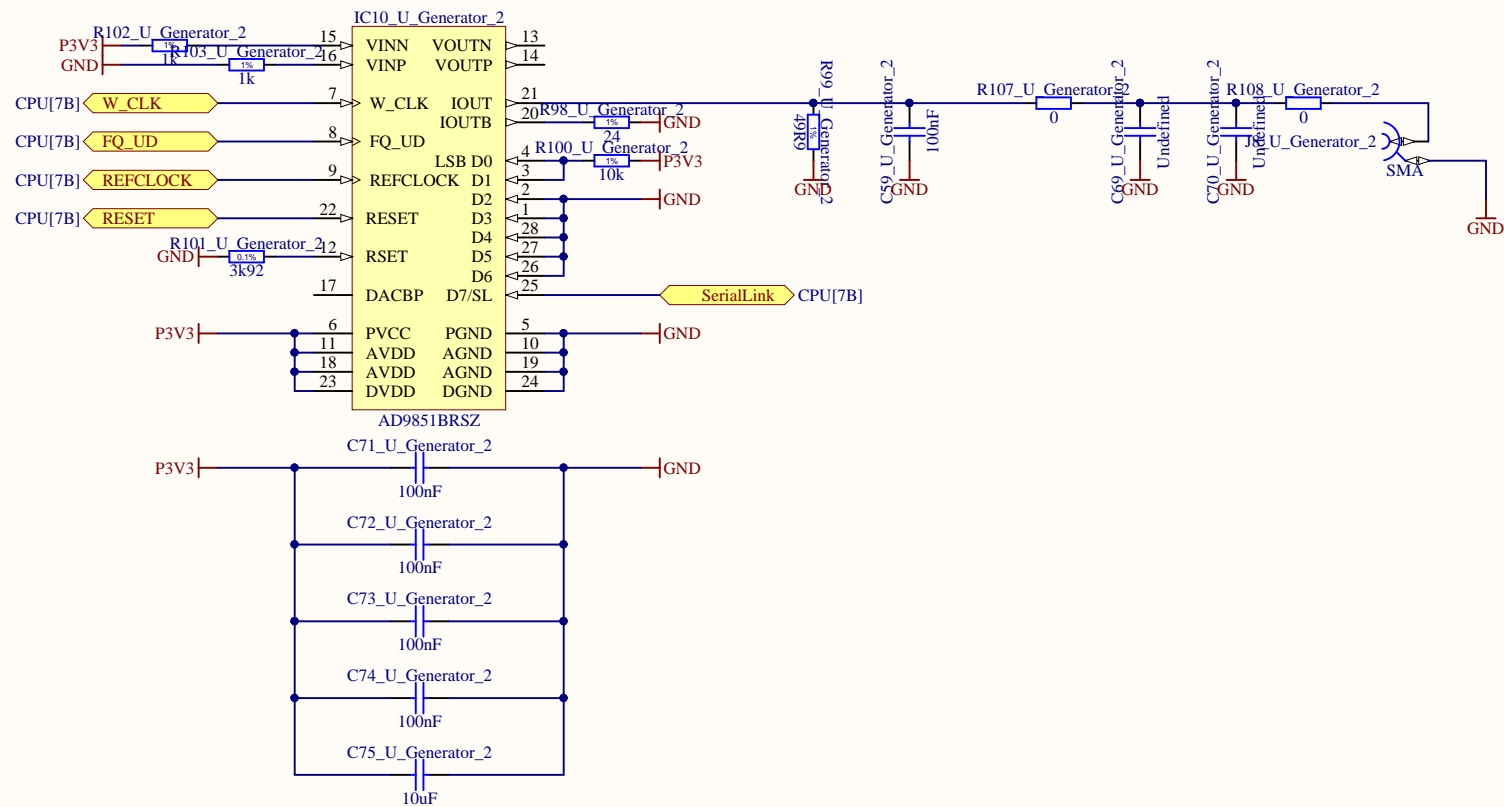 IC10_U_Generator_2
R102_U_Generator_2
P3V3
1%
1k
R103_U_Generator_2
GND
1%
1k
15 VINN VOUTN 13
16 VINP VOUTP 14
CPU[7B] W_CLK 7 W_CLK IOUT 21
IOUTB 20
R98_U_Generator_2
1%
24
GND
CPU[7B] FQ_UD 8 FQ_UD
LSB D0 4
R100_U_Generator_2
1%
10k
P3V3
CPU[7B] REFCLOCK 9 REFCLOCK D1 3
D2 2 GND
CPU[7B] RESET 22 RESET D3 1
D4 28
R101_U_Generator_2
GND
0.1%
3k92
12 RSET D5 27
D6 26
17 DACBP D7/SL 25 SerialLink CPU[7B]
P3V3 6 PVCC PGND 5 GND
11 AVDD AGND 10
18 AVDD AGND 19
23 DVDD DGND 24
AD9851BRSZ
R99_U_Generator_2
1%
49R9
GND
C59_U_Generator_2
100nF
GND
R107_U_Generator_2
0
C69_U_Generator_2
Undefined
GND
C70_U_Generator_2
Undefined
GND
R108_U_Generator_2
0
J8_U_Generator_2
SMA
GND
C71_U_Generator_2
P3V3 GND
100nF
C72_U_Generator_2
100nF
C73_U_Generator_2
100nF
C74_U_Generator_2
100nF
C75_U_Generator_2
10uF